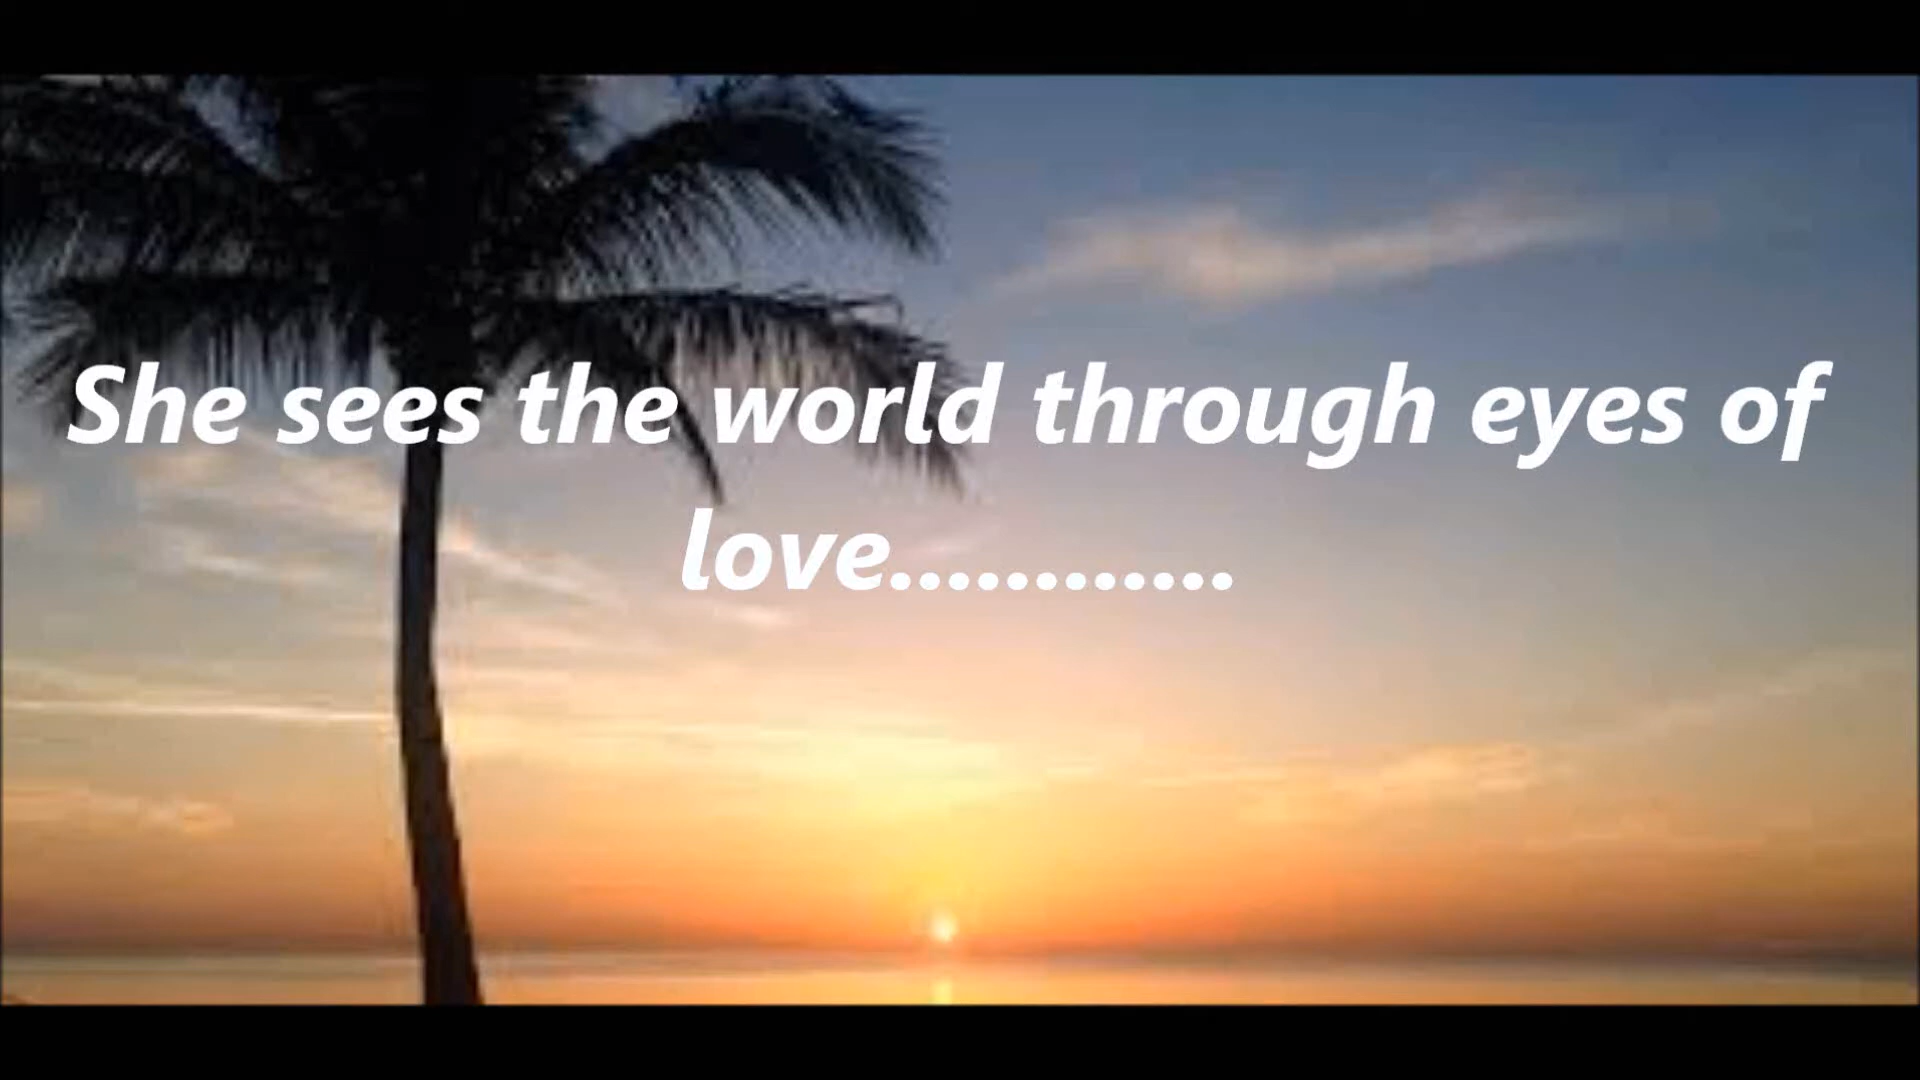 She sees the world through eyes of
love............